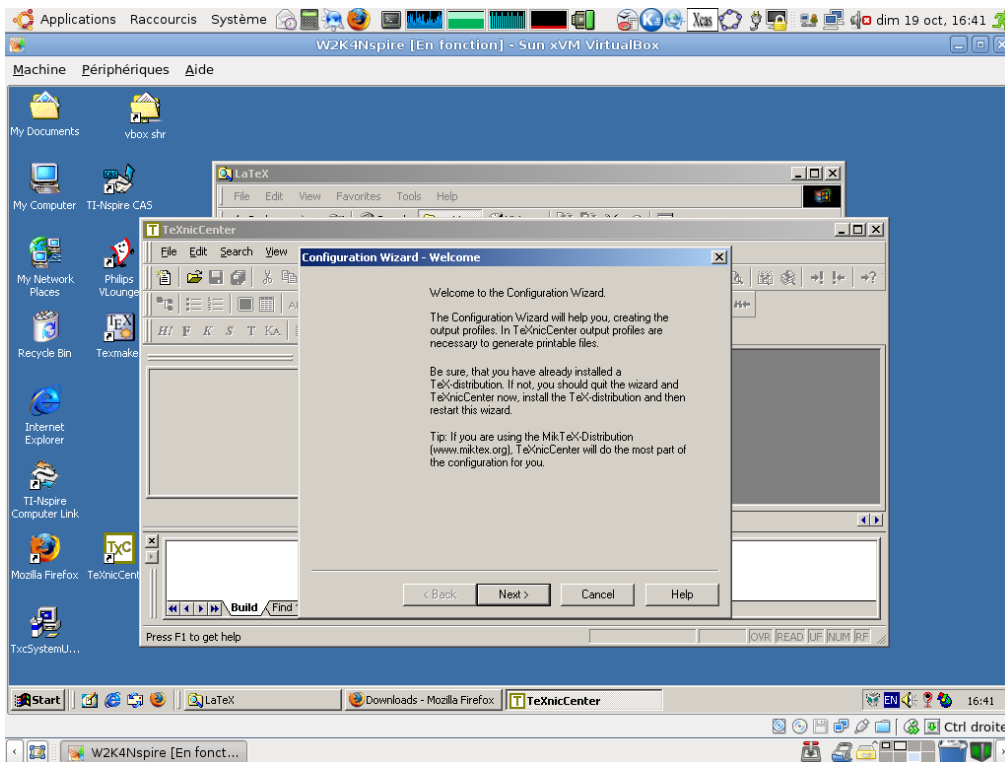 Applications Raccourcis Système Xcas dim 19 oct, 16:41
W2K4Nspire [En fonction] - Sun xVM VirtualBox
Machine Périphériques Aide
My Documents
vbox shr
My Computer
TI-Nspire CAS
LaTeX
File Edit View Favorites Tools Help
TeXnicCenter
File Edit Search View
Configuration Wizard - Welcome
My Network Places
Philips VLounge
H! F K S T KA
Recycle Bin
Texmake
Welcome to the Configuration Wizard.
The Configuration Wizard will help you, creating the
output profiles. In TeXnicCenter output profiles are
necessary to generate printable files.
Be sure, that you have already installed a
TeX-distribution. If not, you should quit the wizard and
TeXnicCenter now, install the TeX-distribution and then
restart this wizard.
Tip: If you are using the MikTeX-Distribution
(www.miktex.org), TeXnicCenter will do the most part of
the configuration for you.
Internet
Explorer
TI-Nspire
Computer Link
Mozilla Firefox
TeXnicCent
< Back Next > Cancel Help
Build Find
Press F1 to get help
OVR READ UF NUM RF
TxcSystemU...
Start LaTeX Downloads - Mozilla Firefox TeXnicCenter EN 16:41
Ctrl droite
W2K4Nspire [En fonct...